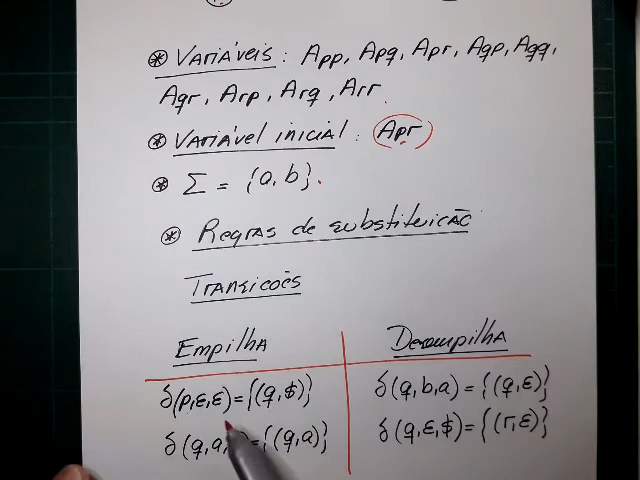 ⊛ Variáveis : App, Apq, Apr, Aqp, Aqq,
Aqr, Arp, Arq, Arr
⊛ Variável inicial : Apr
⊛ Σ = {a, b}.
⊛ Regras de substituição
Transições
Empilha Desempilha
δ(p,ε,ε)={(q,$)} δ(q,b,a)={(q,ε)}
δ(q,a, )={(q,a)} δ(q,ε,$)={(r,ε)}